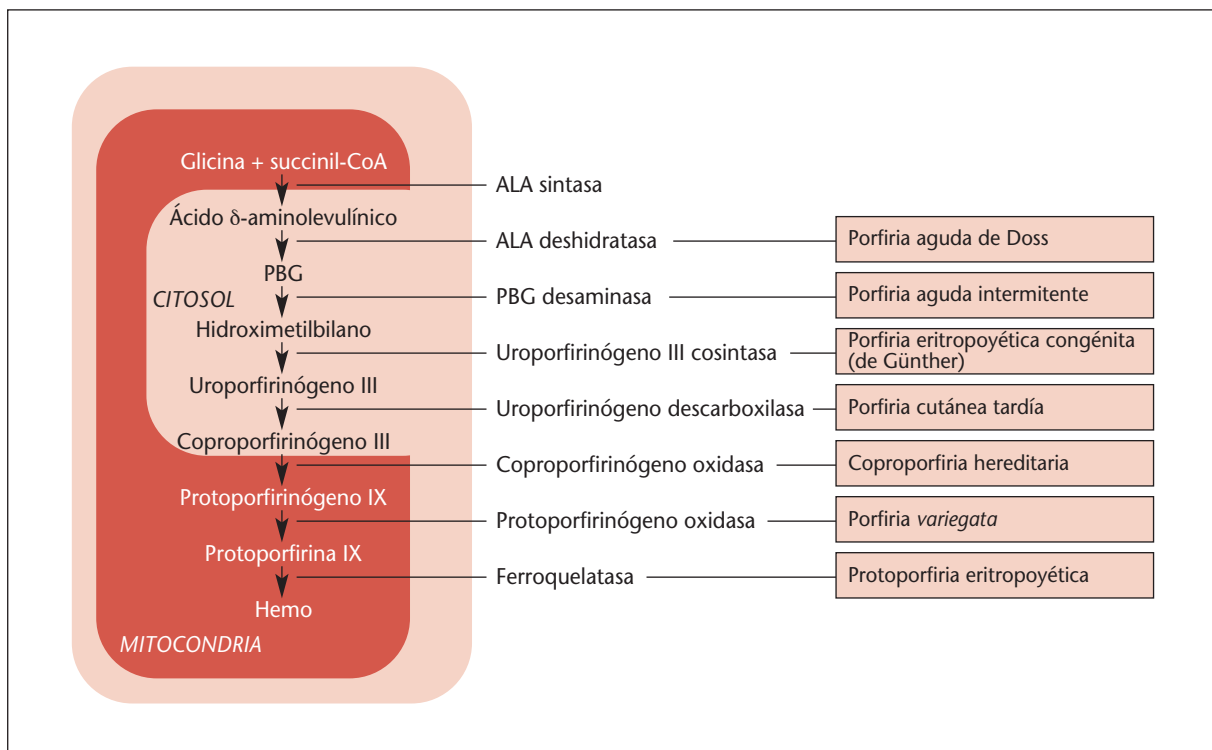 Glicina + succinil-CoA
ALA sintasa
Ácido δ-aminolevulínico
ALA deshidratasa
Porfiria aguda de Doss
PBG
CITOSOL
PBG desaminasa
Porfiria aguda intermitente
Hidroximetilbilano
Uroporfirinógeno III cosintasa
Porfiria eritropoyética congénita
(de Günther)
Uroporfirinógeno III
Uroporfirinógeno descarboxilasa
Porfiria cutánea tardía
Coproporfirinógeno III
Coproporfirinógeno oxidasa
Coproporfiria hereditaria
Protoporfirinógeno IX
Protoporfirinógeno oxidasa
Porfiria variegata
Protoporfirina IX
Ferroquelatasa
Protoporfiria eritropoyética
Hemo
MITOCONDRIA